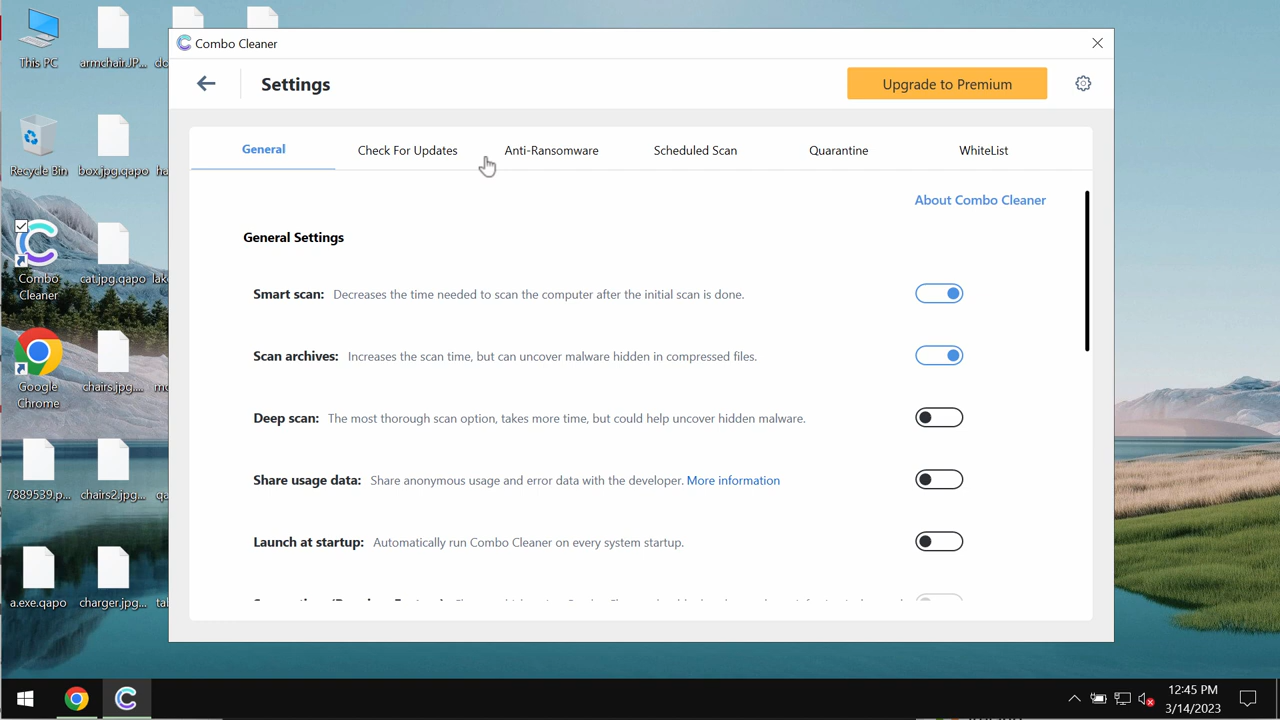 Combo Cleaner
This PC
armchair.JP...
Settings
Upgrade to Premium
General
Check For Updates
Anti-Ransomware
Scheduled Scan
Quarantine
WhiteList
Recycle Bin
box.jpg.qapo
About Combo Cleaner
General Settings
Combo
Cleaner
cat.jpg.qapo
Smart scan: Decreases the time needed to scan the computer after the initial scan is done.
Scan archives: Increases the scan time, but can uncover malware hidden in compressed files.
Google
Chrome
chairs.jpg....
Deep scan: The most thorough scan option, takes more time, but could help uncover hidden malware.
Share usage data: Share anonymous usage and error data with the developer. More information
7889539.p...
chairs2.jpg...
Launch at startup: Automatically run Combo Cleaner on every system startup.
a.exe.qapo
charger.jpg...
12:45 PM
3/14/2023